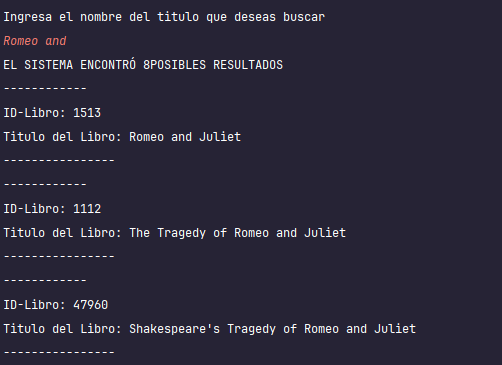 Ingresa el nombre del titulo que deseas buscar
Romeo and
EL SISTEMA ENCONTRÓ 8POSIBLES RESULTADOS
------------
ID-Libro: 1513
Titulo del Libro: Romeo and Juliet
----------------
------------
ID-Libro: 1112
Titulo del Libro: The Tragedy of Romeo and Juliet
----------------
------------
ID-Libro: 47960
Titulo del Libro: Shakespeare's Tragedy of Romeo and Juliet
----------------